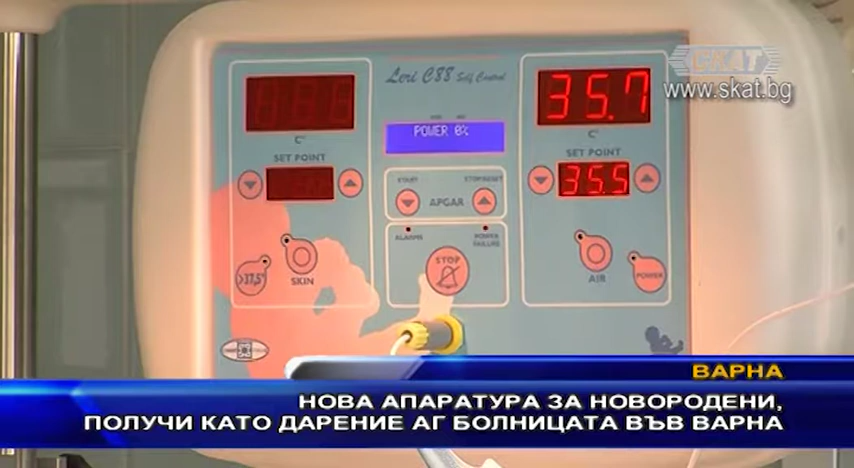 Leri C88 Self Control
SKAT
www.skat.bg
35.7
C°
C°
POWER 0%
SET POINT
SET POINT
35.5
START
STOP/RESET
APGAR
ALARMS
POWER FAILURE
STOP
>37,5°
SKIN
AIR
POWER
ВАРНА
НОВА АПАРАТУРА ЗА НОВОРОДЕНИ,
ПОЛУЧИ КАТО ДАРЕНИЕ АГ БОЛНИЦАТА ВЪВ ВАРНА